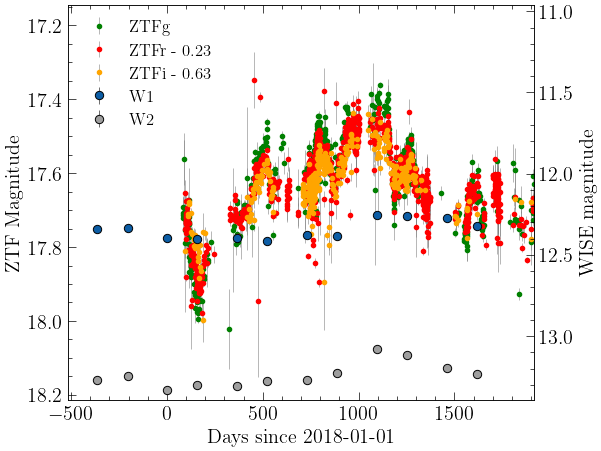 ZTFg
ZTFr - 0.23
ZTFi - 0.63
W1
W2
17.2
17.4
17.6
17.8
18.0
18.2
ZTF Magnitude
11.0
11.5
12.0
12.5
13.0
WISE magnitude
−500 0 500 1000 1500
Days since 2018-01-01